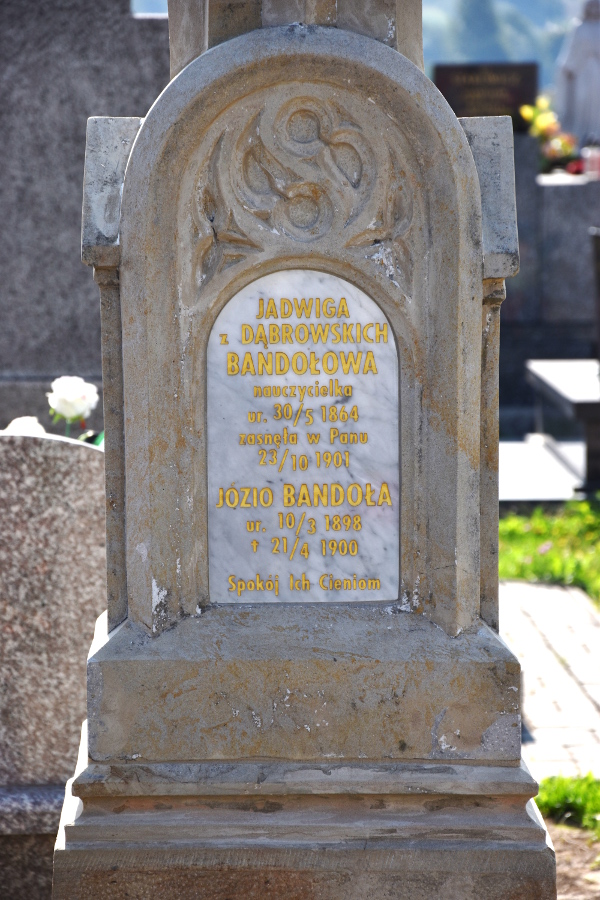 JADWIGA
z DĄBROWSKICH
BANDOŁOWA
nauczycielka
ur. 30/5 1864
zasnęła w Panu
23/10 1901
JÓZIO BANDOŁA
ur. 10/3 1898
† 21/4 1900
Spokój Ich Cieniom